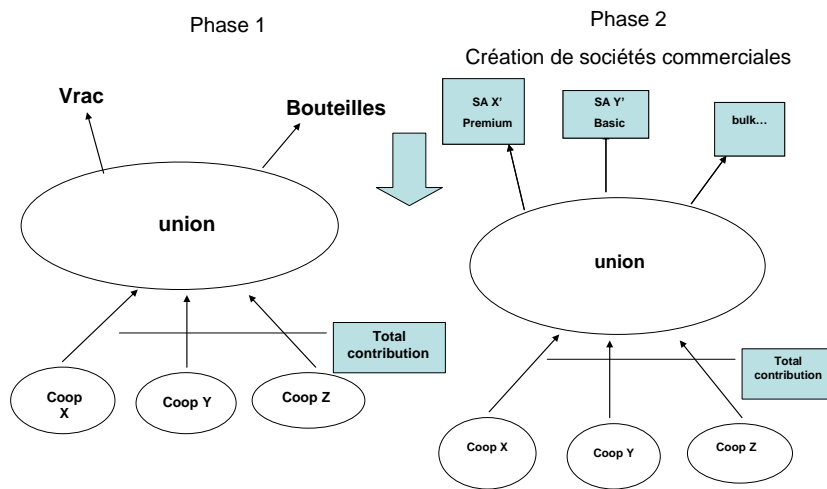 Phase 1
Vrac
Bouteilles
union
Total
contribution
Coop
X
Coop Y
Coop Z
Phase 2
Création de sociétés commerciales
SA X'
Premium
SA Y'
Basic
bulk...
union
Total
contribution
Coop X
Coop Y
Coop Z